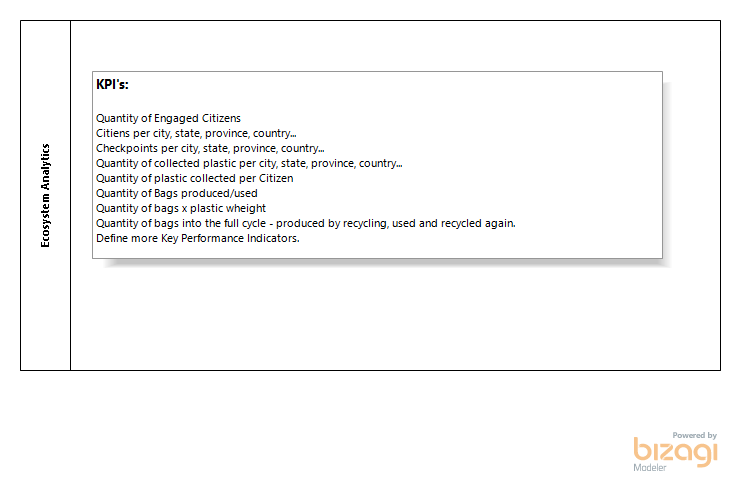 Ecosystem Analytics
KPI's:
Quantity of Engaged Citizens
Citiens per city, state, province, country...
Checkpoints per city, state, province, country...
Quantity of collected plastic per city, state, province, country...
Quantity of plastic collected per Citizen
Quantity of Bags produced/used
Quantity of bags x plastic wheight
Quantity of bags into the full cycle - produced by recycling, used and recycled again.
Define more Key Performance Indicators.
Powered by
bizagi
Modeler